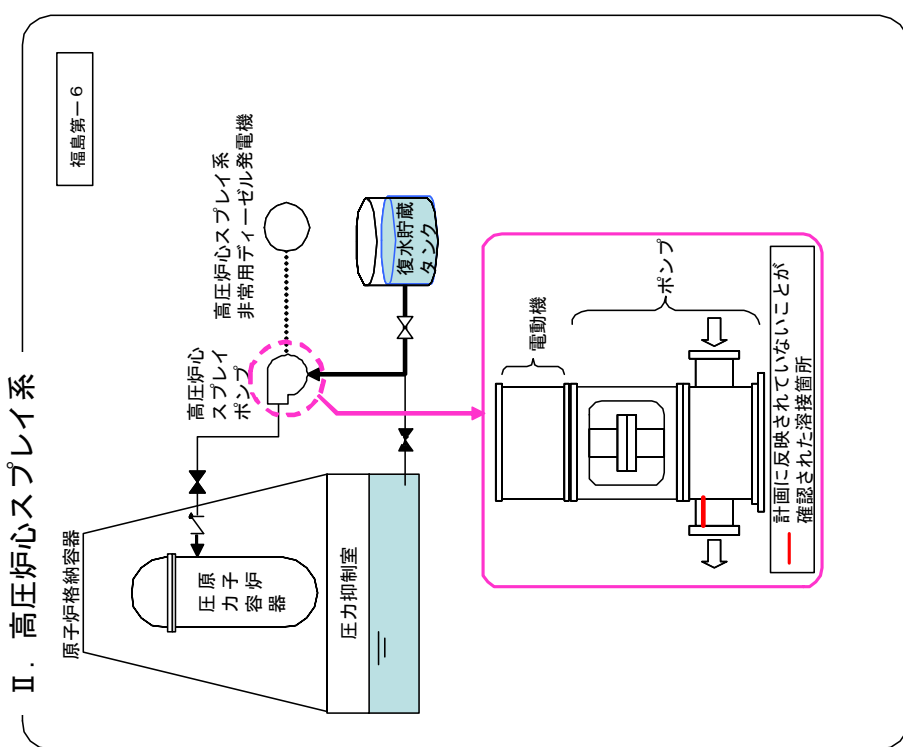 Ⅱ．高圧炉心スプレイ系
福島第一６
原子炉格納容器
原子炉
圧力容器
圧力抑制室
高圧炉心
スプレイ
ポンプ
高圧炉心スプレイ系
非常用ディーゼル発電機
復水貯蔵
タンク
電動機
ポンプ
計画に反映されていないことが
確認された溶接箇所